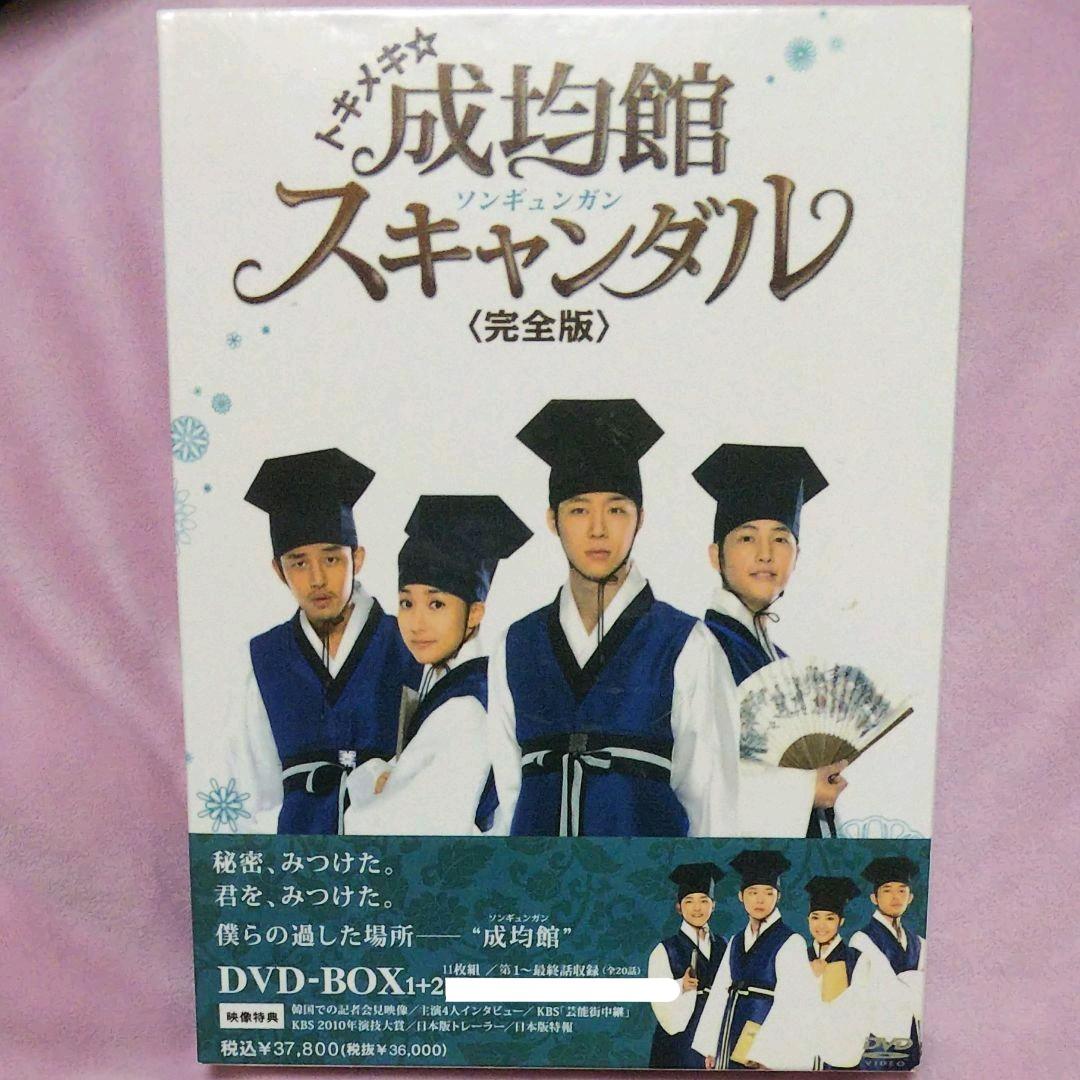 トキメキ☆
成均館
ソンギュンガン
スキャンダル
〈完全版〉
秘密、みつけた。
君を、みつけた。
ソンギュンガン
僕らの過した場所――“成均館”
DVD-BOX1+2 11枚組／第1～最終話収録(全20話)
映像特典 韓国での記者会見映像／主演4人インタビュー／KBS「芸能街中継」
KBS 2010年演技大賞／日本版トレーラー／日本版特報
税込¥37,800(税抜¥36,000)
DVD
VIDEO